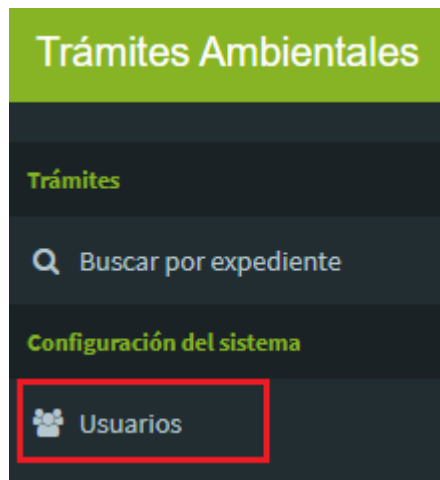 Trámites Ambientales
Trámites
Buscar por expediente
Configuración del sistema
Usuarios